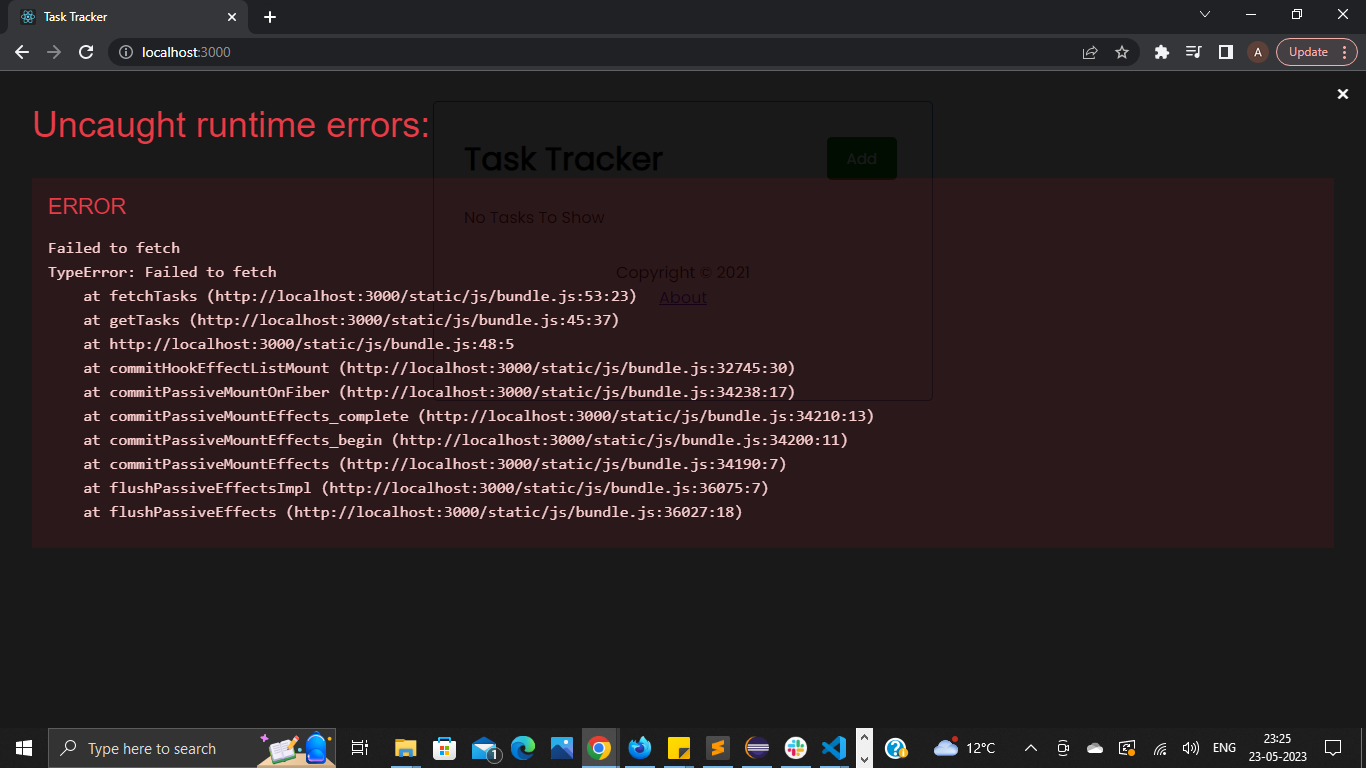 Task Tracker
localhost:3000
A
Update
Uncaught runtime errors:
Task Tracker
Add
ERROR
No Tasks To Show
Failed to fetch
TypeError: Failed to fetch
Copyright © 2021
at fetchTasks (http://localhost:3000/static/js/bundle.js:53:23)
About
at getTasks (http://localhost:3000/static/js/bundle.js:45:37)
at http://localhost:3000/static/js/bundle.js:48:5
at commitHookEffectListMount (http://localhost:3000/static/js/bundle.js:32745:30)
at commitPassiveMountOnFiber (http://localhost:3000/static/js/bundle.js:34238:17)
at commitPassiveMountEffects_complete (http://localhost:3000/static/js/bundle.js:34210:13)
at commitPassiveMountEffects_begin (http://localhost:3000/static/js/bundle.js:34200:11)
at commitPassiveMountEffects (http://localhost:3000/static/js/bundle.js:34190:7)
at flushPassiveEffectsImpl (http://localhost:3000/static/js/bundle.js:36075:7)
at flushPassiveEffects (http://localhost:3000/static/js/bundle.js:36027:18)
Type here to search
1
12°C
ENG
23:25
23-05-2023